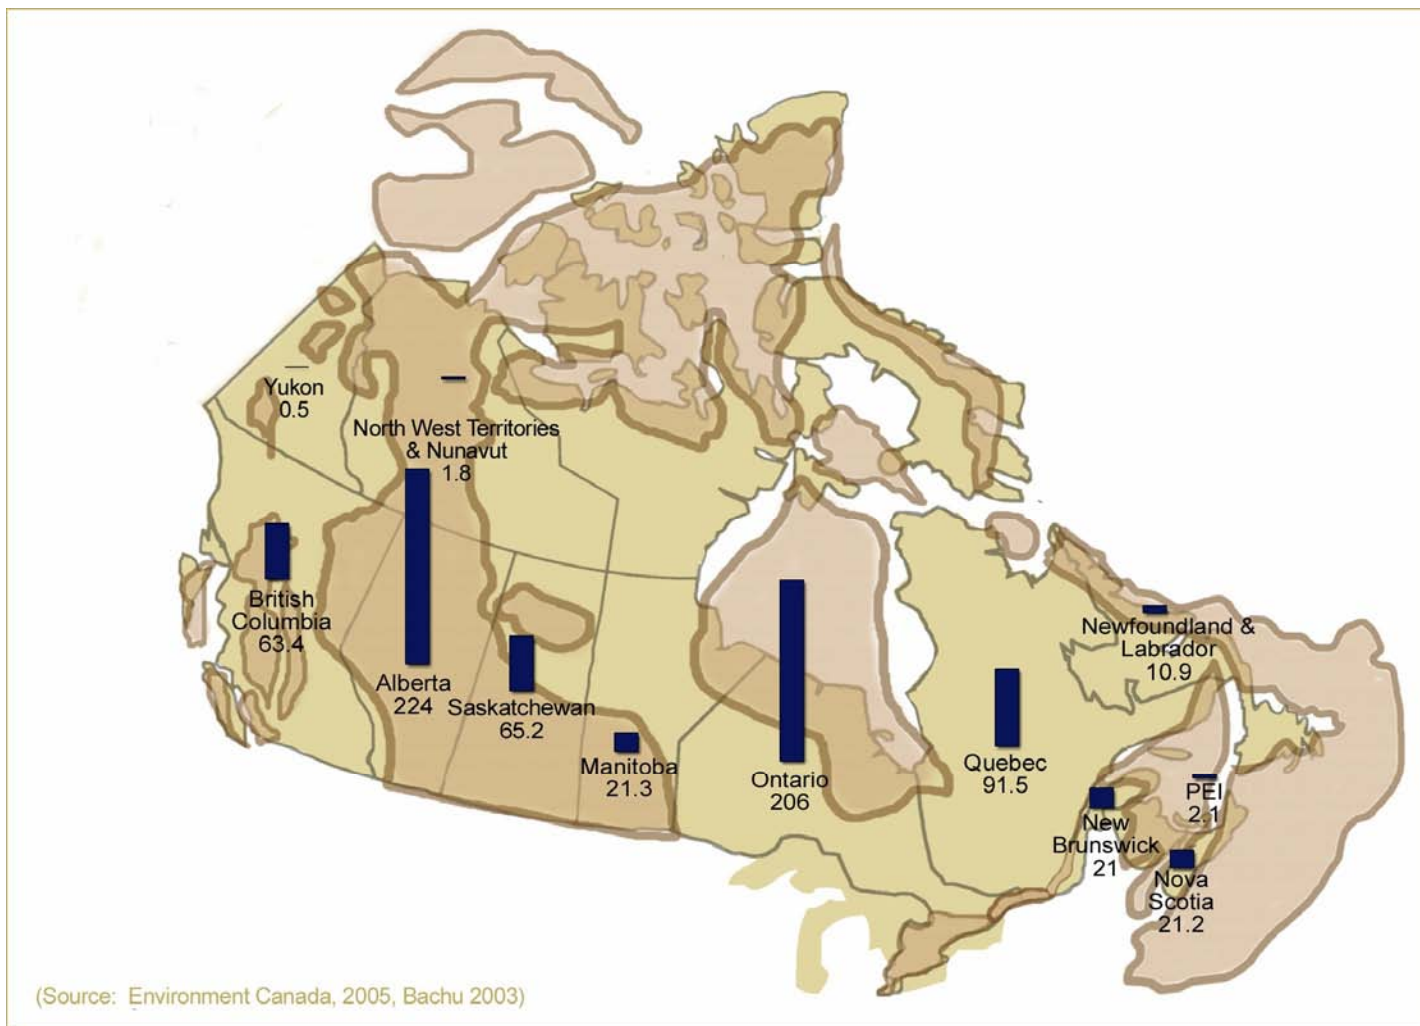 Yukon
0.5
North West Territories
& Nunavut
1.8
British
Columbia
63.4
Alberta
224
Saskatchewan
65.2
Manitoba
21.3
Ontario
206
Quebec
91.5
Newfoundland &
Labrador
10.9
PEI
2.1
New
Brunswick
21
Nova
Scotia
21.2
(Source: Environment Canada, 2005, Bachu 2003)